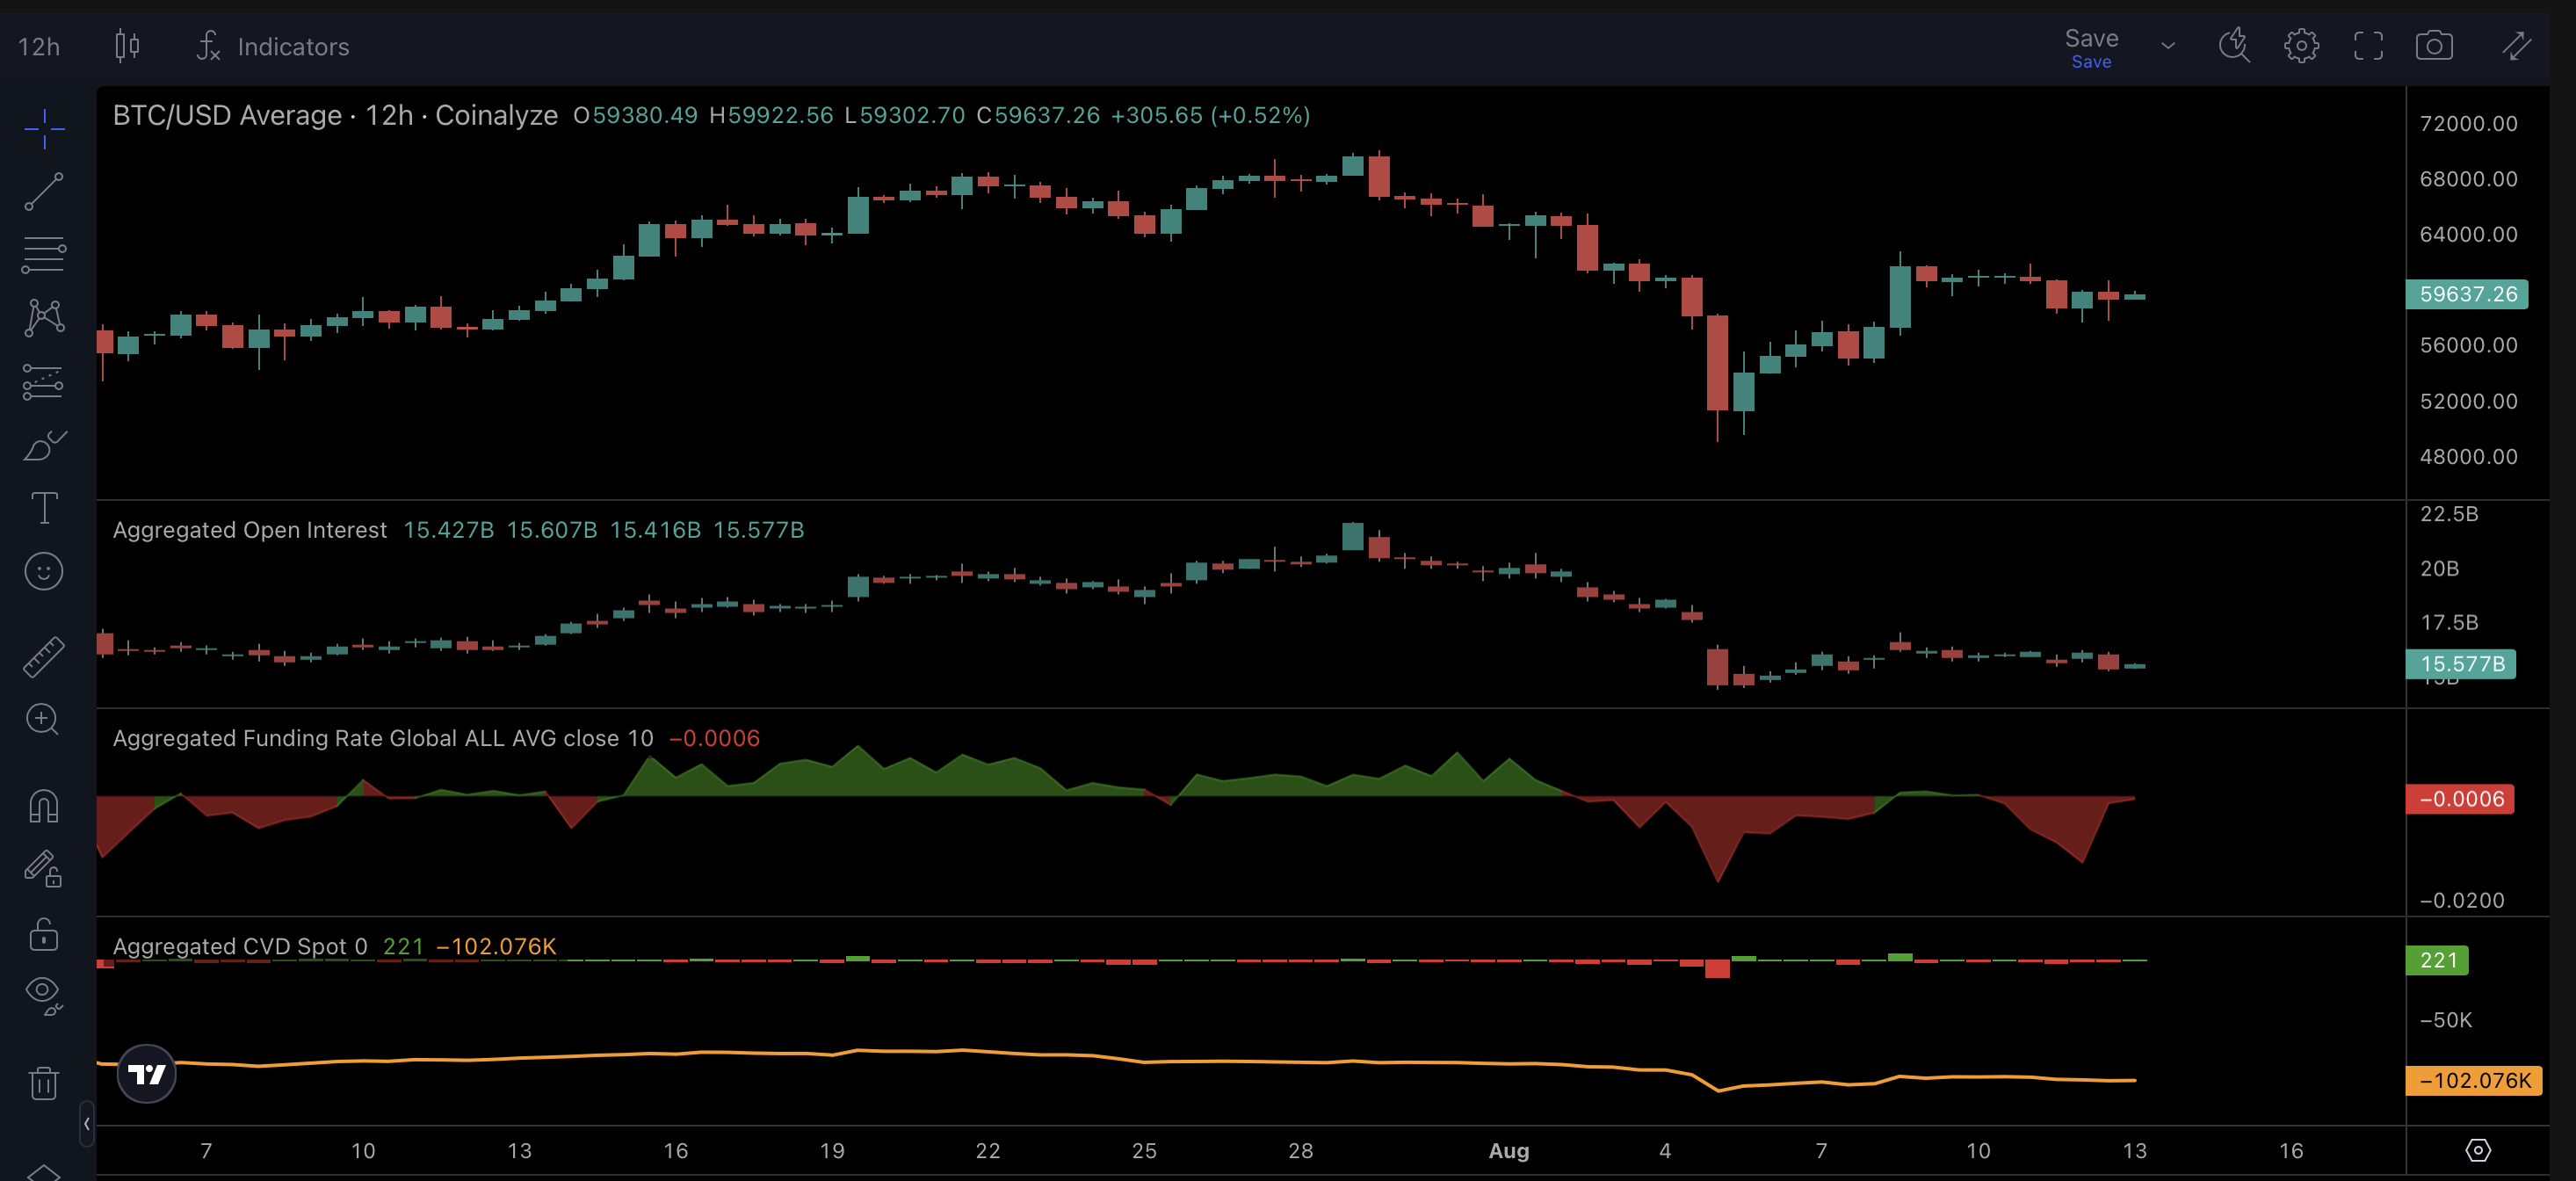 12h Indicators Save
Save
BTC/USD Average · 12h · Coinalyze O59380.49 H59922.56 L59302.70 C59637.26 +305.65 (+0.52%)
72000.00
68000.00
64000.00
59637.26
56000.00
52000.00
48000.00
Aggregated Open Interest 15.427B 15.607B 15.416B 15.577B
22.5B
20B
17.5B
15.577B
Aggregated Funding Rate Global ALL AVG close 10 −0.0006
−0.0006
−0.0200
Aggregated CVD Spot 0 221 −102.076K
221
−50K
−102.076K
7 10 13 16 19 22 25 28 Aug 4 7 10 13 16